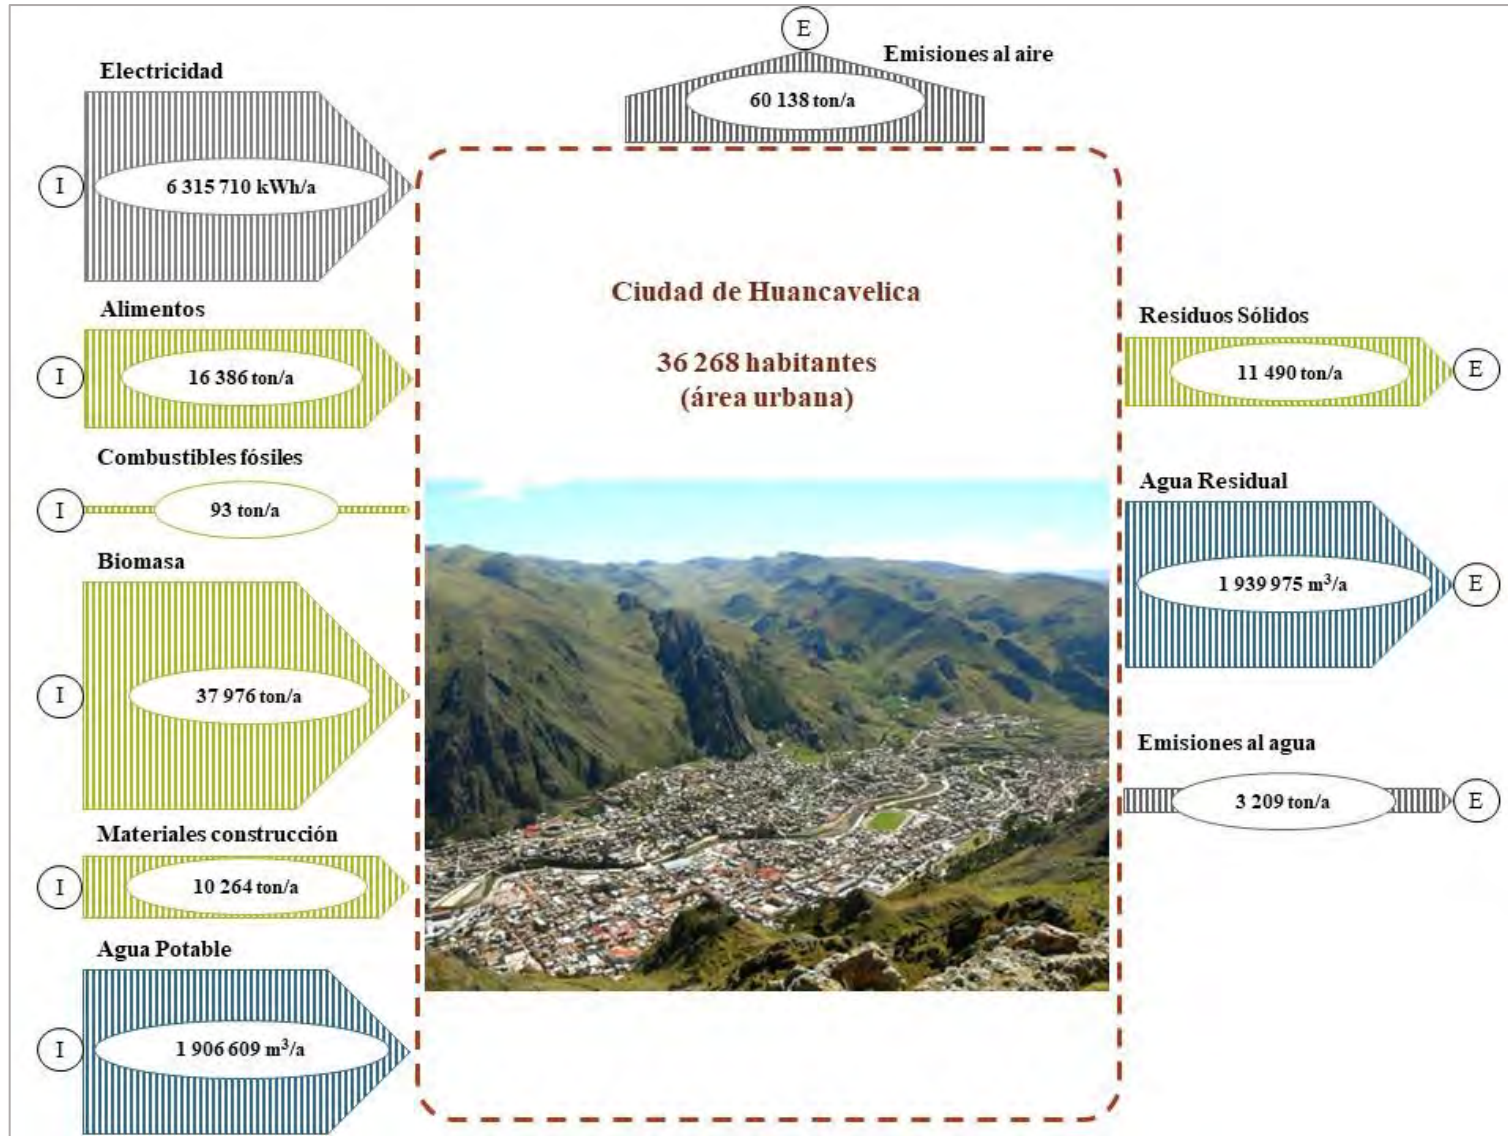 E
Emisiones al aire
60 138 ton/a
Electricidad
I
6 315 710 kWh/a
Alimentos
I
16 386 ton/a
Combustibles fósiles
I
93 ton/a
Biomasa
I
37 976 ton/a
Materiales construcción
I
10 264 ton/a
Agua Potable
I
1 906 609 m³/a
Ciudad de Huancavelica
36 268 habitantes
(área urbana)
Residuos Sólidos
11 490 ton/a
E
Agua Residual
1 939 975 m³/a
E
Emisiones al agua
3 209 ton/a
E